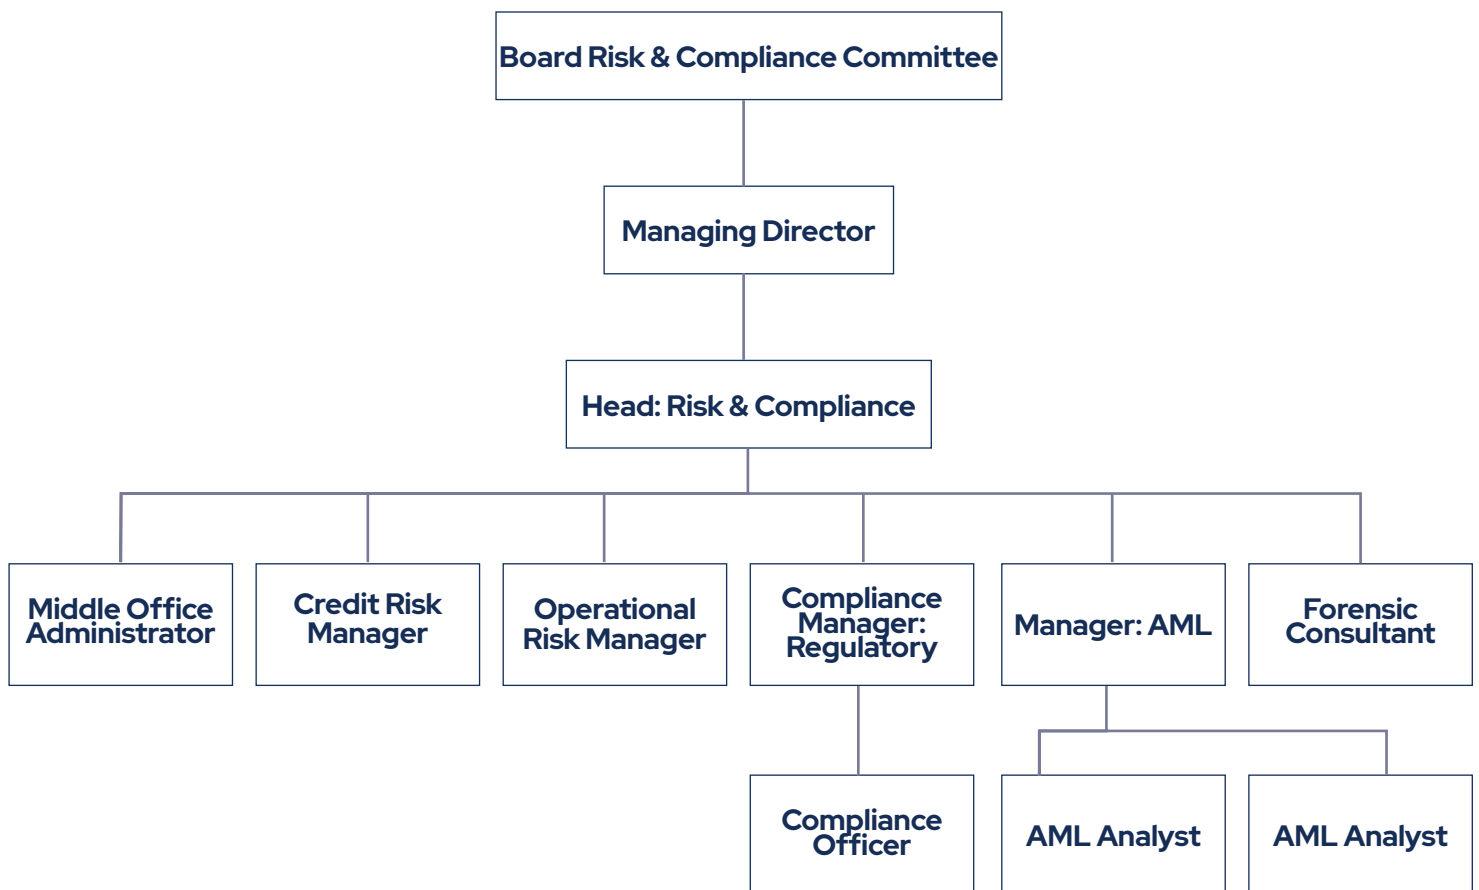 Board Risk & Compliance Committee
Managing Director
Head: Risk & Compliance
Middle Office
Administrator
Credit Risk
Manager
Operational
Risk Manager
Compliance
Manager:
Regulatory
Manager: AML
Forensic
Consultant
Compliance
Officer
AML Analyst
AML Analyst